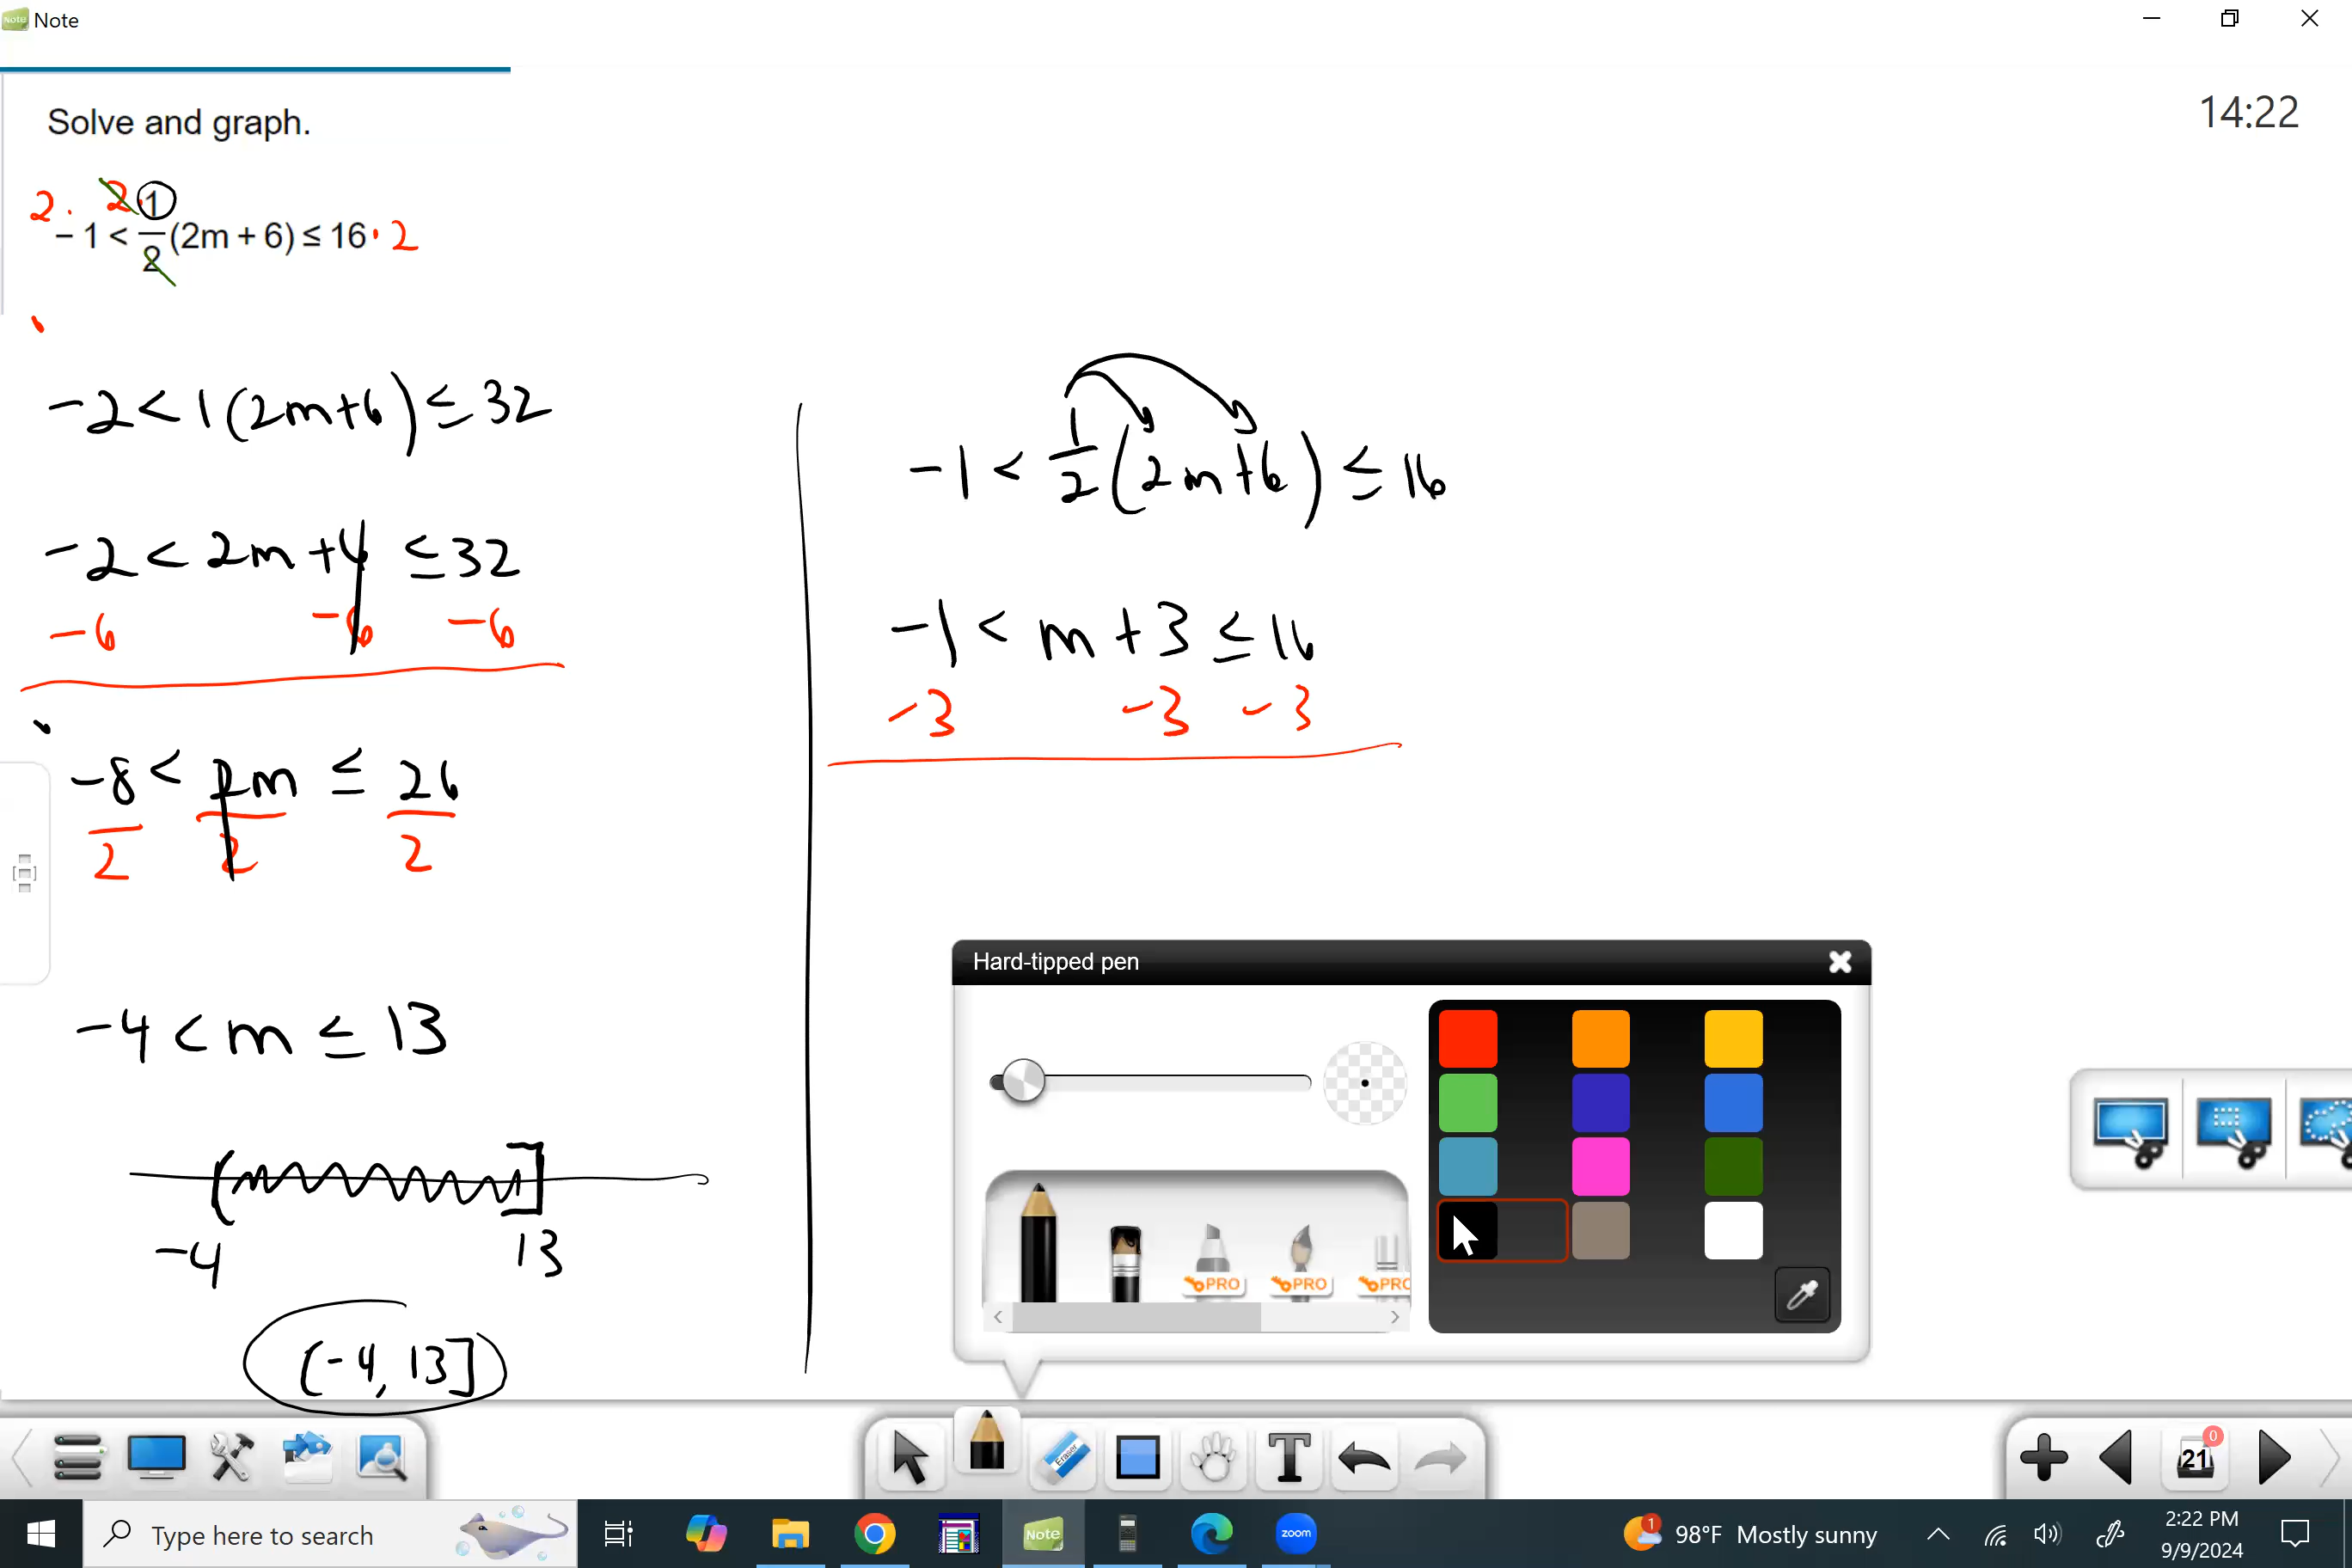 Note
14:22
Solve and graph.
2· 2· 1
− 1 < — (2m + 6) ≤ 16 · 2
2
-2 < 1(2m+6) ≤ 32
-2 < 2m + 6 ≤ 32
-6 -6 -6
-8 < 2m ≤ 26
2 2 2
-4 < m ≤ 13
-4 13
(-4, 13]
-1 < 1/2 (2m+6) ≤ 16
-1 < m + 3 ≤ 16
-3 -3 -3
Hard-tipped pen
PRO PRO PRO
Eraser
T
21
0
Type here to search
Note
zoom
1
98°F Mostly sunny
2:22 PM
9/9/2024